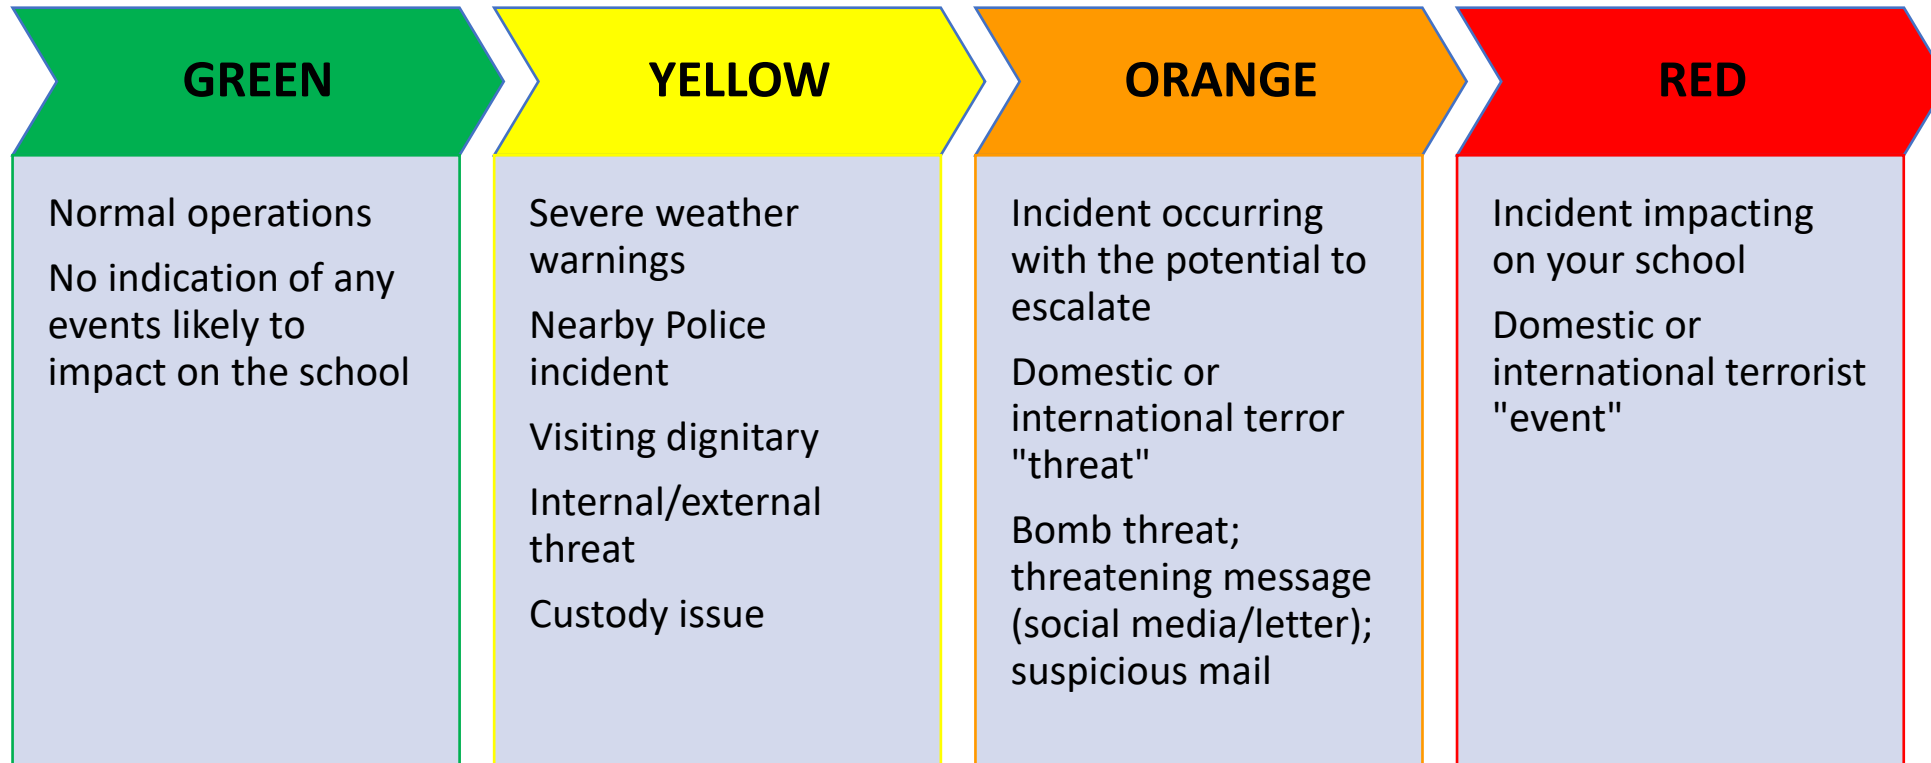 GREEN
Normal operations
No indication of any
events likely to
impact on the school
YELLOW
Severe weather
warnings
Nearby Police
incident
Visiting dignitary
Internal/external
threat
Custody issue
ORANGE
Incident occurring
with the potential to
escalate
Domestic or
international terror
"threat"
Bomb threat;
threatening message
(social media/letter);
suspicious mail
RED
Incident impacting
on your school
Domestic or
international terrorist
"event"